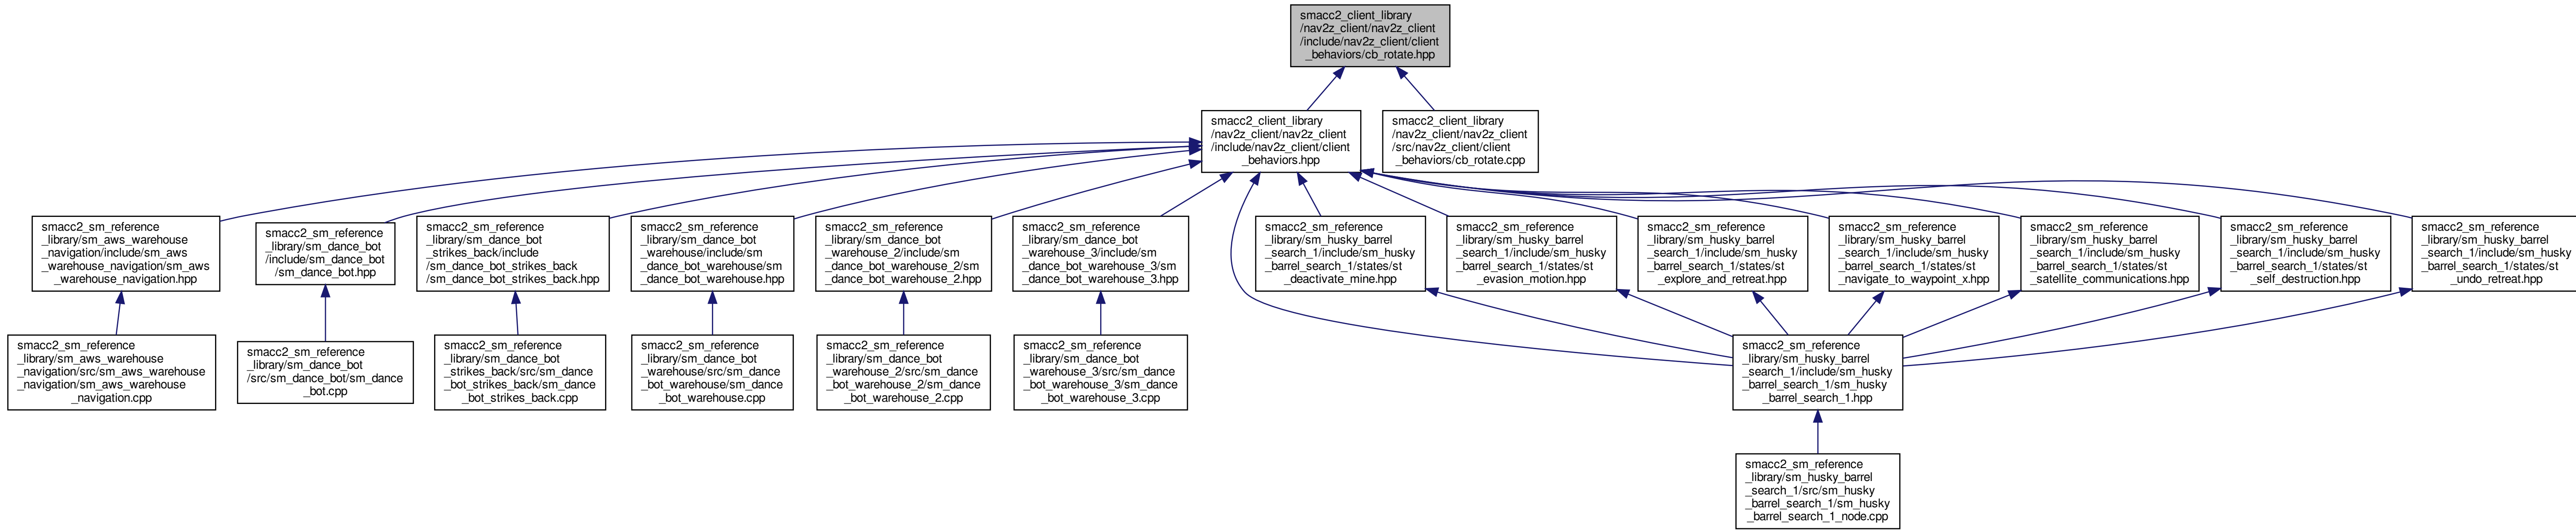 smacc2_client_library
/nav2z_client/nav2z_client
/include/nav2z_client/client
_behaviors/cb_rotate.hpp
smacc2_client_library
/nav2z_client/nav2z_client
/include/nav2z_client/client
_behaviors.hpp
smacc2_client_library
/nav2z_client/nav2z_client
/src/nav2z_client/client
_behaviors/cb_rotate.cpp
smacc2_sm_reference
_library/sm_aws_warehouse
_navigation/include/sm_aws
_warehouse_navigation/sm_aws
_warehouse_navigation.hpp
smacc2_sm_reference
_library/sm_dance_bot
/include/sm_dance_bot
/sm_dance_bot.hpp
smacc2_sm_reference
_library/sm_dance_bot
_strikes_back/include
/sm_dance_bot_strikes_back
/sm_dance_bot_strikes_back.hpp
smacc2_sm_reference
_library/sm_dance_bot
_warehouse/include/sm
_dance_bot_warehouse/sm
_dance_bot_warehouse.hpp
smacc2_sm_reference
_library/sm_dance_bot
_warehouse_2/include/sm
_dance_bot_warehouse_2/sm
_dance_bot_warehouse_2.hpp
smacc2_sm_reference
_library/sm_dance_bot
_warehouse_3/include/sm
_dance_bot_warehouse_3/sm
_dance_bot_warehouse_3.hpp
smacc2_sm_reference
_library/sm_husky_barrel
_search_1/include/sm_husky
_barrel_search_1/states/st
_deactivate_mine.hpp
smacc2_sm_reference
_library/sm_husky_barrel
_search_1/include/sm_husky
_barrel_search_1/states/st
_evasion_motion.hpp
smacc2_sm_reference
_library/sm_husky_barrel
_search_1/include/sm_husky
_barrel_search_1/states/st
_explore_and_retreat.hpp
smacc2_sm_reference
_library/sm_husky_barrel
_search_1/include/sm_husky
_barrel_search_1/states/st
_navigate_to_waypoint_x.hpp
smacc2_sm_reference
_library/sm_husky_barrel
_search_1/include/sm_husky
_barrel_search_1/states/st
_satellite_communications.hpp
smacc2_sm_reference
_library/sm_husky_barrel
_search_1/include/sm_husky
_barrel_search_1/states/st
_self_destruction.hpp
smacc2_sm_reference
_library/sm_husky_barrel
_search_1/include/sm_husky
_barrel_search_1/states/st
_undo_retreat.hpp
smacc2_sm_reference
_library/sm_aws_warehouse
_navigation/src/sm_aws_warehouse
_navigation/sm_aws_warehouse
_navigation.cpp
smacc2_sm_reference
_library/sm_dance_bot
/src/sm_dance_bot/sm_dance
_bot.cpp
smacc2_sm_reference
_library/sm_dance_bot
_strikes_back/src/sm_dance
_bot_strikes_back/sm_dance
_bot_strikes_back.cpp
smacc2_sm_reference
_library/sm_dance_bot
_warehouse/src/sm_dance
_bot_warehouse/sm_dance
_bot_warehouse.cpp
smacc2_sm_reference
_library/sm_dance_bot
_warehouse_2/src/sm_dance
_bot_warehouse_2/sm_dance
_bot_warehouse_2.cpp
smacc2_sm_reference
_library/sm_dance_bot
_warehouse_3/src/sm_dance
_bot_warehouse_3/sm_dance
_bot_warehouse_3.cpp
smacc2_sm_reference
_library/sm_husky_barrel
_search_1/include/sm_husky
_barrel_search_1/sm_husky
_barrel_search_1.hpp
smacc2_sm_reference
_library/sm_husky_barrel
_search_1/src/sm_husky
_barrel_search_1/sm_husky
_barrel_search_1_node.cpp